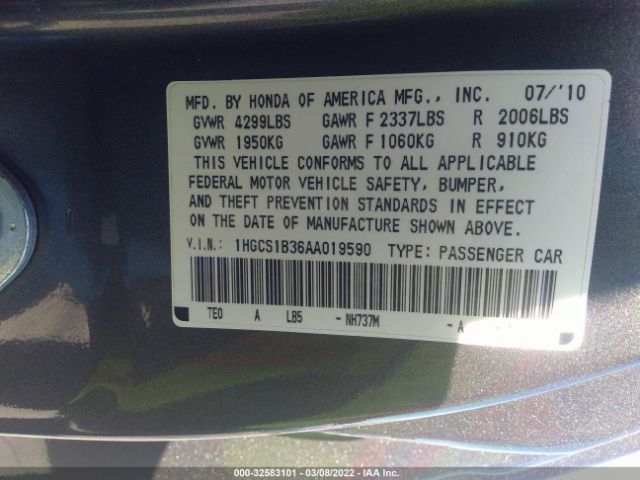 MFD. BY HONDA OF AMERICA MFG., INC. 07/'10
GVWR 4299LBS GAWR F 2337LBS R 2006LBS
GVWR 1950KG GAWR F 1060KG R 910KG
THIS VEHICLE CONFORMS TO ALL APPLICABLE
FEDERAL MOTOR VEHICLE SAFETY, BUMPER,
AND THEFT PREVENTION STANDARDS IN EFFECT
ON THE DATE OF MANUFACTURE SHOWN ABOVE.
V.I.N.: 1HGCS1B36AA019590 TYPE: PASSENGER CAR
TE0 A LB5 - NH737M - A
000-32583101 - 03/08/2022 - IAA Inc.